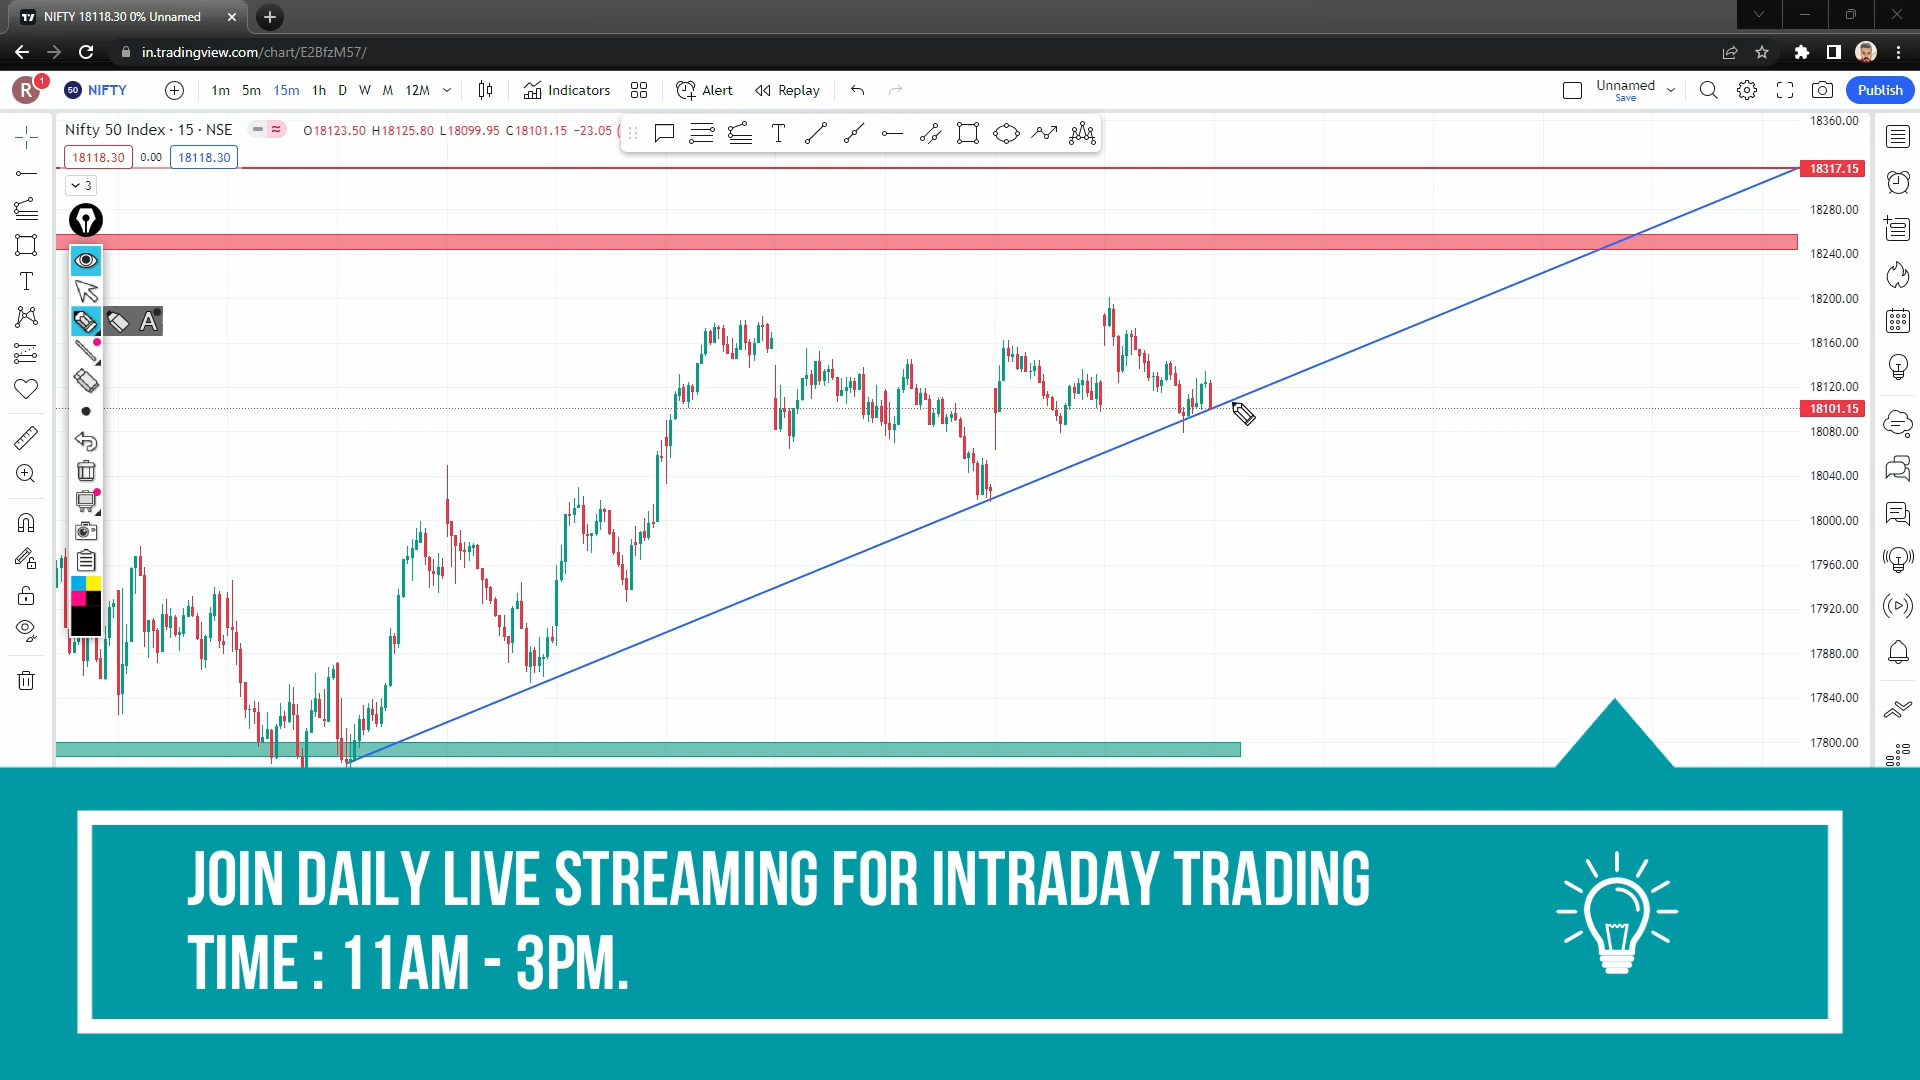 NIFTY 18118.30 0% Unnamed
in.tradingview.com/chart/E2BfzM57/
R 1 50 NIFTY 1m 5m 15m 1h D W M 12M Indicators Alert Replay Unnamed Save Publish
Nifty 50 Index · 15 · NSE O18123.50 H18125.80 L18099.95 C18101.15 −23.05
18118.30 0.00 18118.30
3
T
A
T
18360.00
18317.15
18280.00
18240.00
18200.00
18160.00
18120.00
18101.15
18080.00
18040.00
18000.00
17960.00
17920.00
17880.00
17840.00
17800.00
JOIN DAILY LIVE STREAMING FOR INTRADAY TRADING
TIME : 11AM - 3PM.